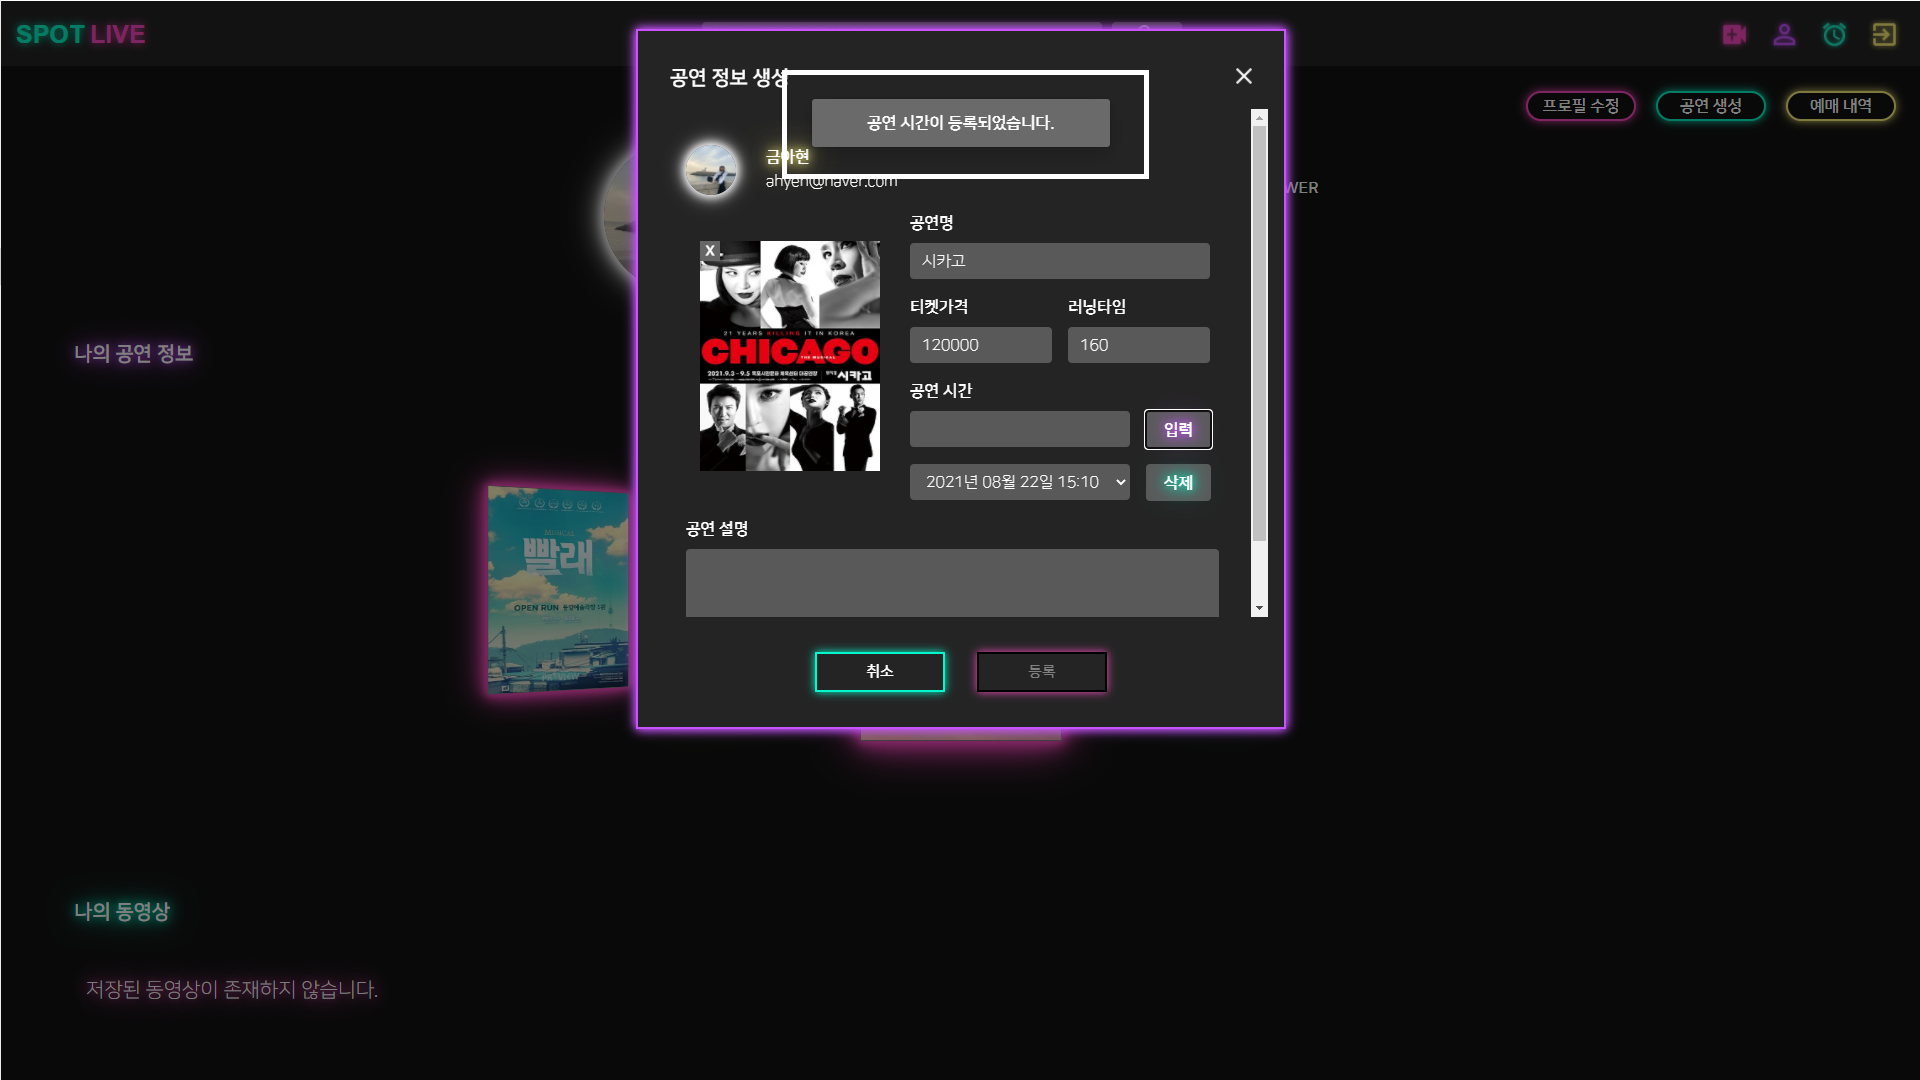 SPOT LIVE
프로필 수정
공연 생성
예매 내역
WER
공연 정보 생성
공연 시간이 등록되었습니다.
금아현
ahyen@naver.com
X
21 YEARS KILLING IT IN KOREA
CHICAGO
THE MUSICAL
2021.9.3 - 9.5
시카고
공연명
시카고
티켓가격
러닝타임
120000
160
공연 시간
입력
2021년 08월 22일 15:10
삭제
공연 설명
취소
등록
나의 공연 정보
MUSICAL
빨래
OPEN RUN
나의 동영상
저장된 동영상이 존재하지 않습니다.